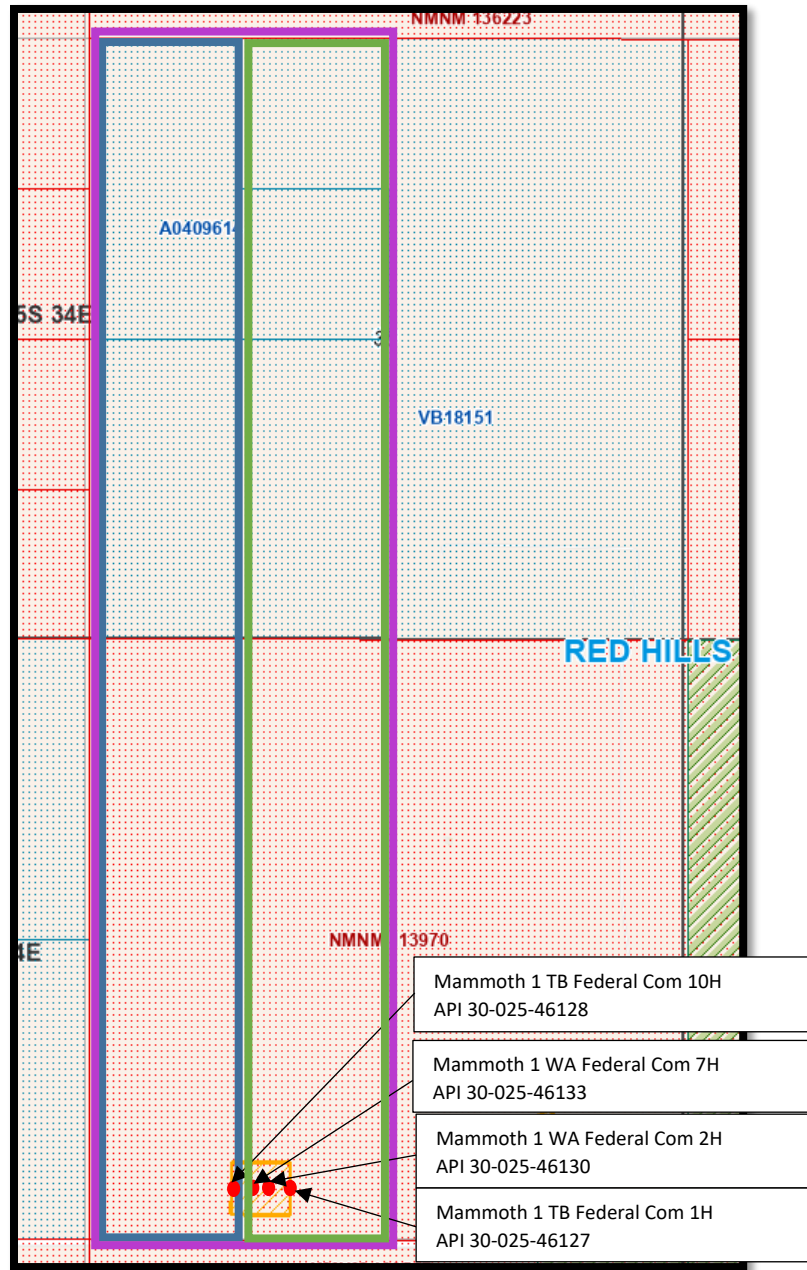 NMNM 136223
A0409614
5S 34E
3
VB18151
RED HILLS
13970
4E
Mammoth 1 TB Federal Com 10H
API 30-025-46128
Mammoth 1 WA Federal Com 7H
API 30-025-46133
Mammoth 1 WA Federal Com 2H
API 30-025-46130
Mammoth 1 TB Federal Com 1H
API 30-025-46127